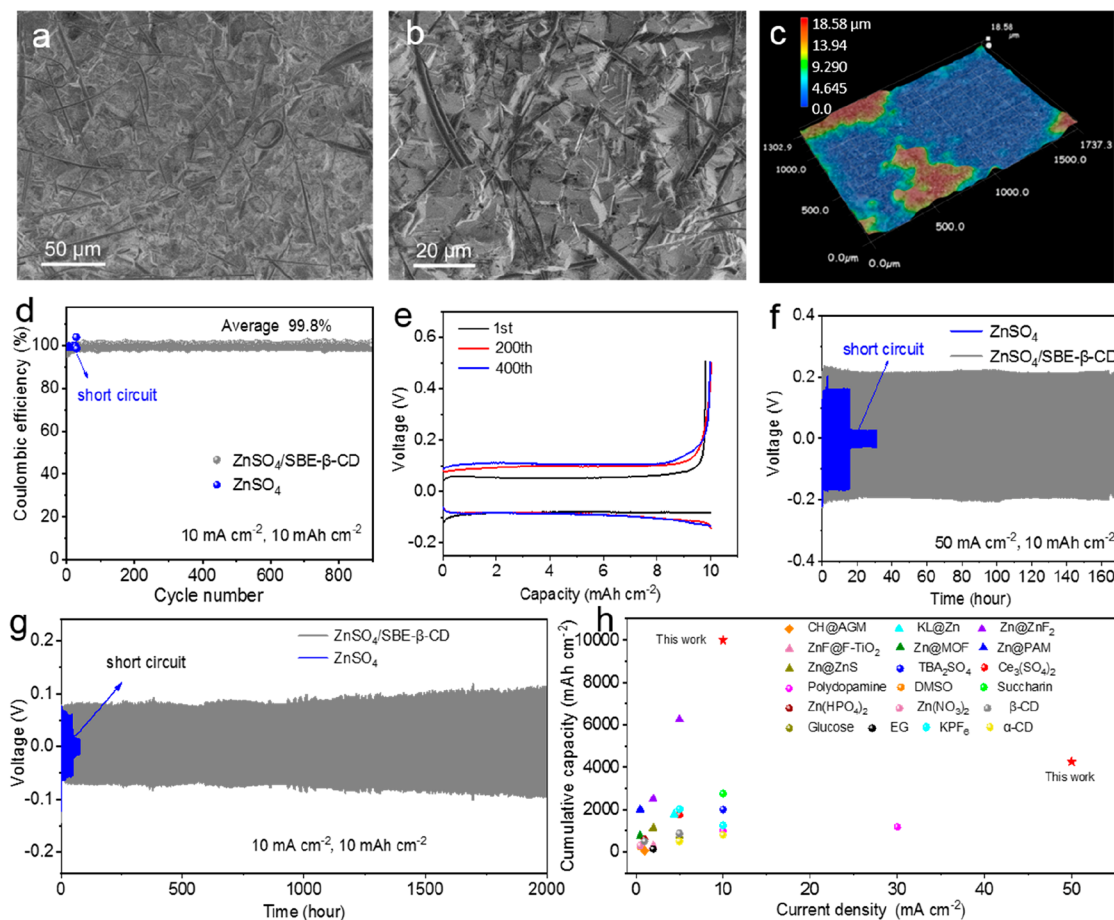 a
50 μm
b
20 μm
c
18.58 μm
13.94
9.290
4.645
0.0
18.58
μm
1302.9
1000.0
500.0
0.0μm
0.0μm
500.0
1000.0
1500.0
1737.3
d
Coulombic efficiency (%)
100
80
60
40
20
0
Average 99.8%
short circuit
ZnSO₄/SBE-β-CD
ZnSO₄
10 mA cm⁻², 10 mAh cm⁻²
0 200 400 600 800
Cycle number
e
Voltage (V)
0.6
0.4
0.2
0.0
-0.2
1st
200th
400th
0 2 4 6 8 10
Capacity (mAh cm⁻²)
f
Voltage (V)
0.4
0.2
0.0
-0.2
-0.4
ZnSO₄
ZnSO₄/SBE-β-CD
short circuit
50 mA cm⁻², 10 mAh cm⁻²
0 20 40 60 80 100 120 140 160
Time (hour)
g
Voltage (V)
0.2
0.1
0.0
-0.1
-0.2
ZnSO₄/SBE-β-CD
ZnSO₄
short circuit
10 mA cm⁻², 10 mAh cm⁻²
0 500 1000 1500 2000
Time (hour)
h
Cumulative capacity (mAh cm⁻²)
10000
8000
6000
4000
2000
0
This work
CH@AGM KL@Zn Zn@ZnF₂
ZnF@F-TiO₂ Zn@MOF Zn@PAM
Zn@ZnS TBA₂SO₄ Ce₃(SO₄)₂
Polydopamine DMSO Succharin
Zn(HPO₄)₂ Zn(NO₃)₂ β-CD
Glucose EG KPF₆ α-CD
This work
0 10 20 30 40 50
Current density (mA cm⁻²)